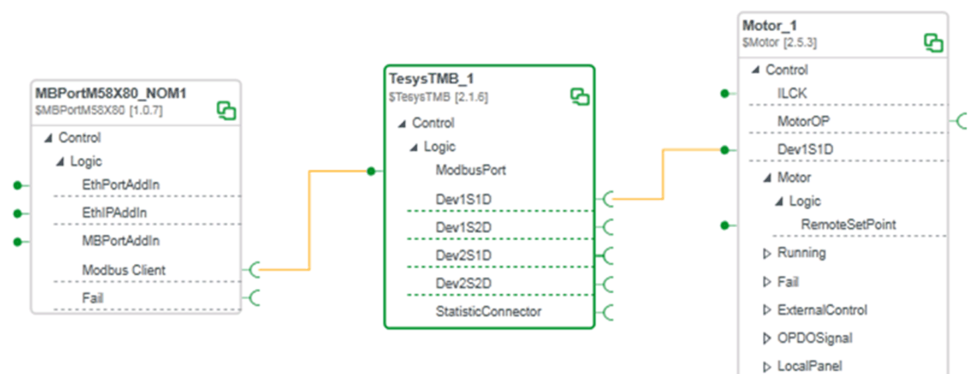 MBPortM58X80_NOM1
$MBPortM58X80 [1.0.7]
Control
Logic
EthPortAddIn
EthIPAddIn
MBPortAddIn
Modbus Client
Fail
TesysTMB_1
$TesysTMB [2.1.6]
Control
Logic
ModbusPort
Dev1S1D
Dev1S2D
Dev2S1D
Dev2S2D
StatisticConnector
Motor_1
$Motor [2.5.3]
Control
ILCK
MotorOP
Dev1S1D
Motor
Logic
RemoteSetPoint
Running
Fail
ExternalControl
OPDOSignal
LocalPanel